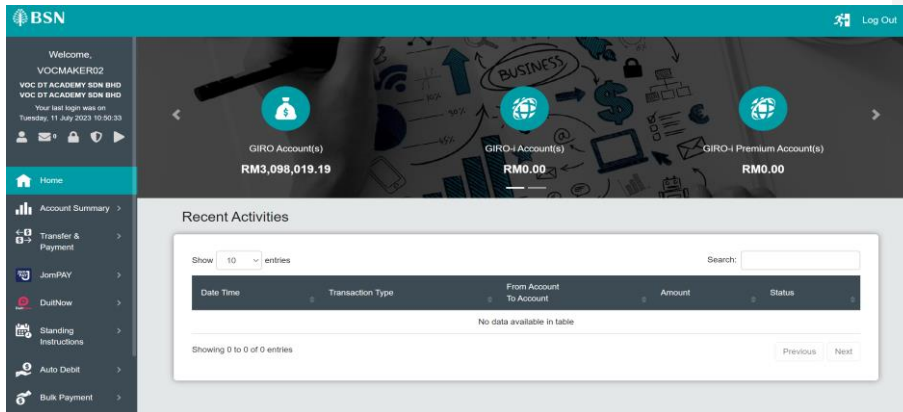 BSN
Log Out
Welcome,
VOCMAKER02
VOC DT ACADEMY SDN BHD
VOC DT ACADEMY SDN BHD
Your last login was on
Tuesday, 11 July 2023 10:50:33
0
Home
Account Summary >
Transfer &
Payment >
JomPAY >
DuitNow >
Standing
Instructions >
Auto Debit >
Bulk Payment >
BUSINESS
GIRO Account(s)
RM3,098,019.19
GIRO-i Account(s)
RM0.00
GIRO-i Premium Account(s)
RM0.00
Recent Activities
Show 10 entries
Search:
Date Time
Transaction Type
From Account
To Account
Amount
Status
No data available in table
Showing 0 to 0 of 0 entries
Previous Next